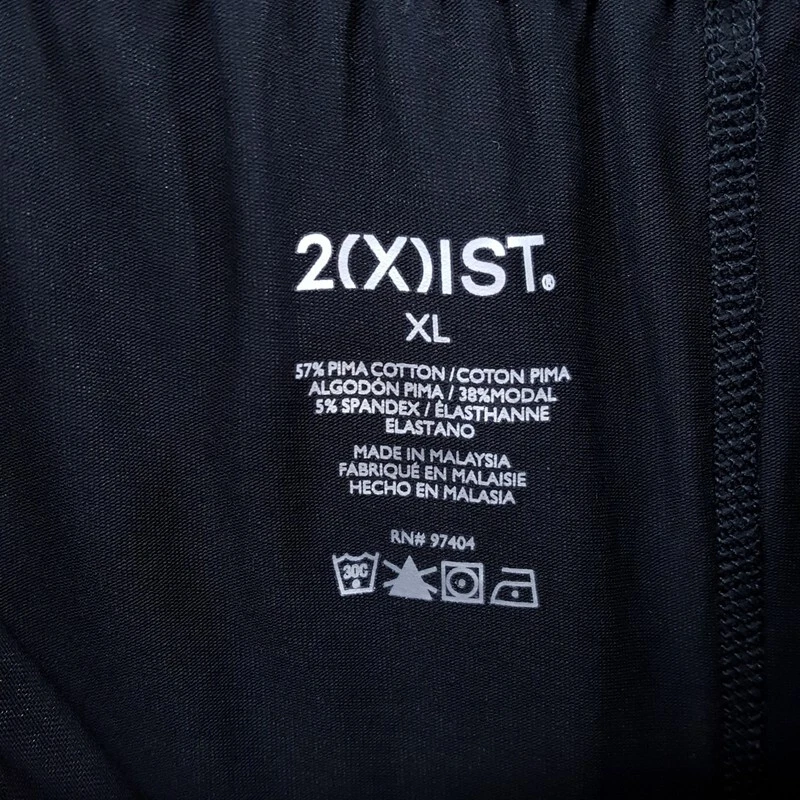 2(X)IST®
XL
57% PIMA COTTON / COTON PIMA
ALGODÓN PIMA / 38%MODAL
5% SPANDEX / ÉLASTHANNE
ELASTANO
MADE IN MALAYSIA
FABRIQUÉ EN MALAISIE
HECHO EN MALASIA
RN# 97404
30C